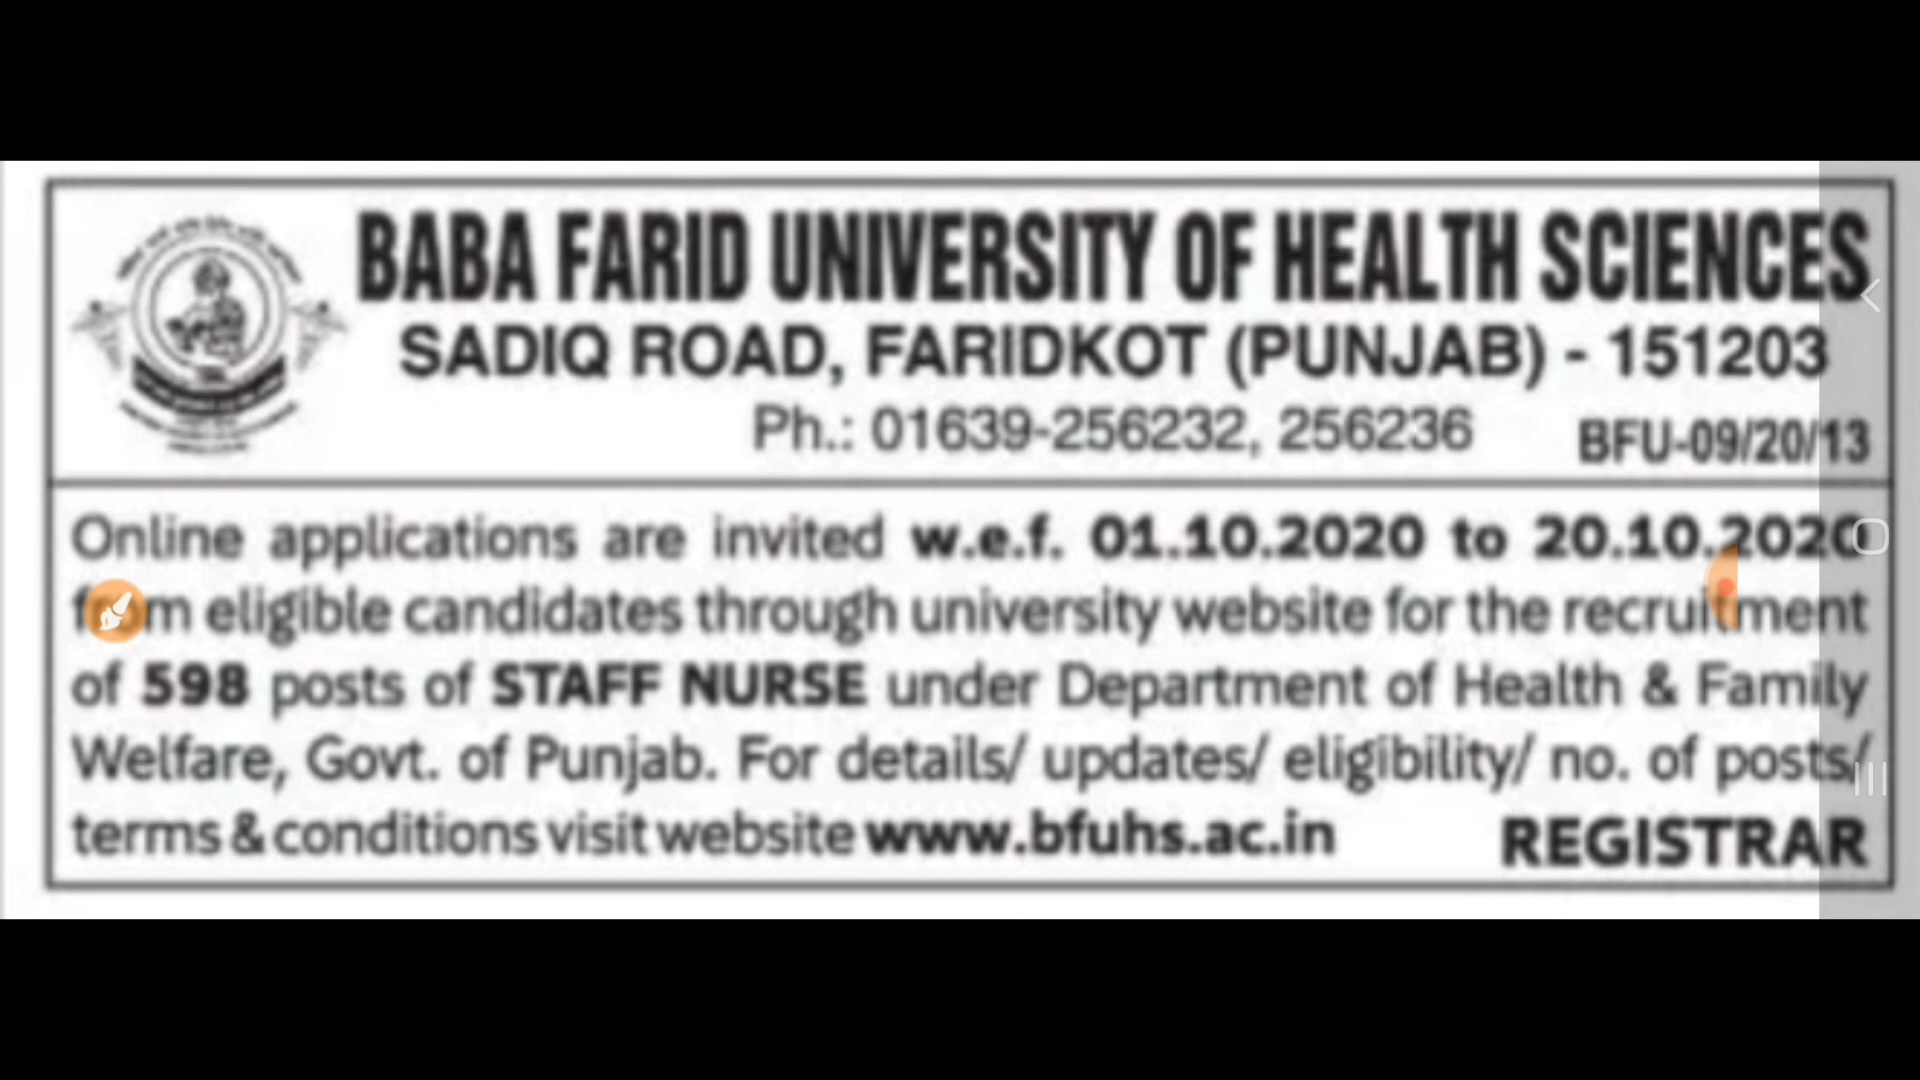 BABA FARID UNIVERSITY OF HEALTH SCIENCES
SADIQ ROAD, FARIDKOT (PUNJAB) - 151203
Ph.: 01639-256232, 256236 BFU-09/20/13
Online applications are invited w.e.f. 01.10.2020 to 20.10.2020
from eligible candidates through university website for the recruitment
of 598 posts of STAFF NURSE under Department of Health & Family
Welfare, Govt. of Punjab. For details/ updates/ eligibility/ no. of posts/
terms & conditions visit website www.bfuhs.ac.in REGISTRAR